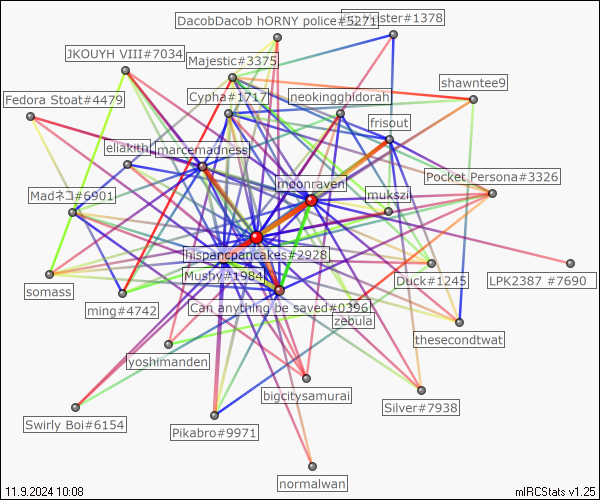 DacobDacob hORNY police#5271
ster#1378
JKOUYH VIII#7034
Majestic#3375
shawntee9
Fedora Stoat#4479
Cypha#1717
neokingghidorah
frisout
eliakith
marcemadness
moonraven
Pocket Persona#3326
Madネコ#6901
mukszi
hispancpancakes#2928
somass
Mushy#1984
Duck#1245
LPK2387 #7690
ming#4742
Can anything be saved#0396
zebula
thesecondtwat
yoshimanden
bigcitysamurai
Silver#7938
Swirly Boi#6154
Pikabro#9971
normalwan
11.9.2024 10:08
mIRCStats v1.25